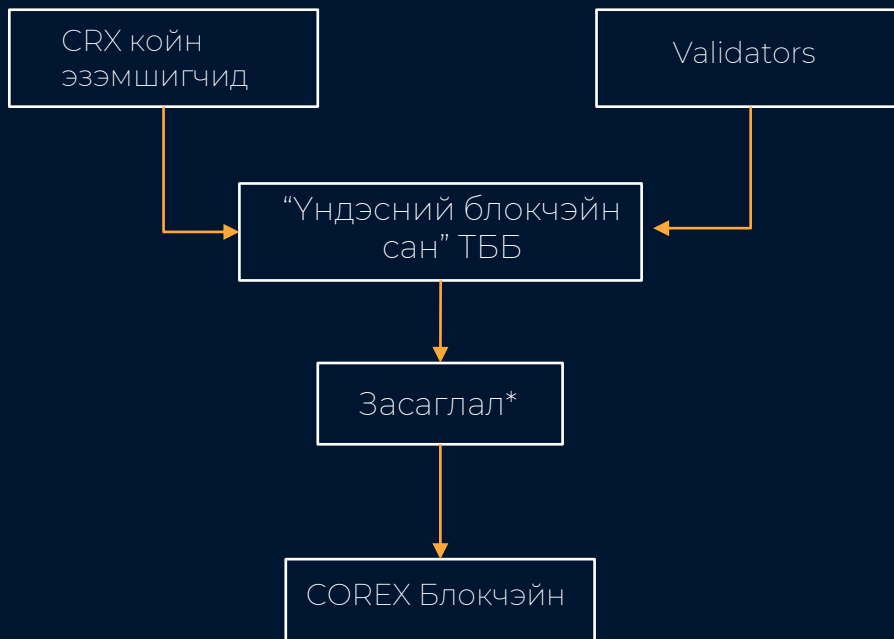 CRX койн
эзэмшигчид
Validators
“Үндэсний блокчэйн
сан” ТББ
Засаглал*
COREX Блокчэйн